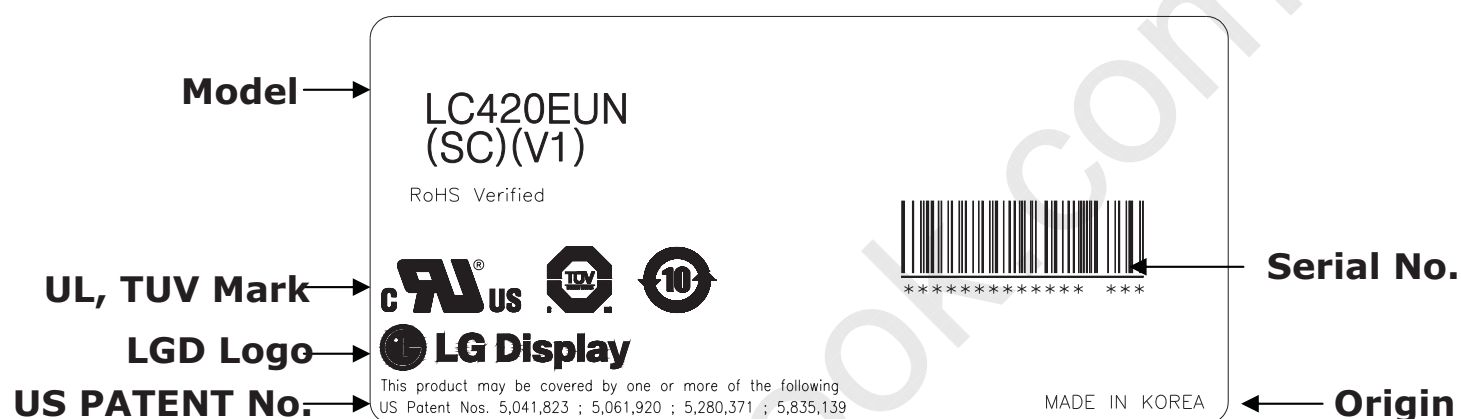 Model
LC420EUN
(SC)(V1)
RoHS Verified
UL, TUV Mark
C RU ® US
TUV
10
Serial No.
************ ***
LGD Logo
LG Display
US PATENT No.
This product may be covered by one or more of the following
US Patent Nos. 5,041,823 ; 5,061,920 ; 5,280,371 ; 5,835,139
MADE IN KOREA
Origin